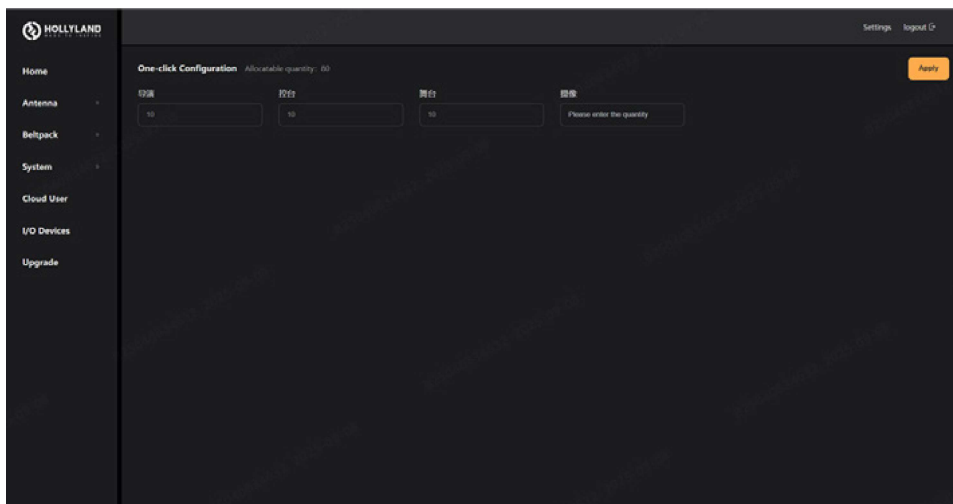 HOLLYLAND
Settings logout
Home
One-click Configuration Allocatable quantity: 80
Apply
导演 控台 舞台 摄像
Antenna
10 10 10 Please enter the quantity
Beltpack
System
Cloud User
I/O Devices
Upgrade